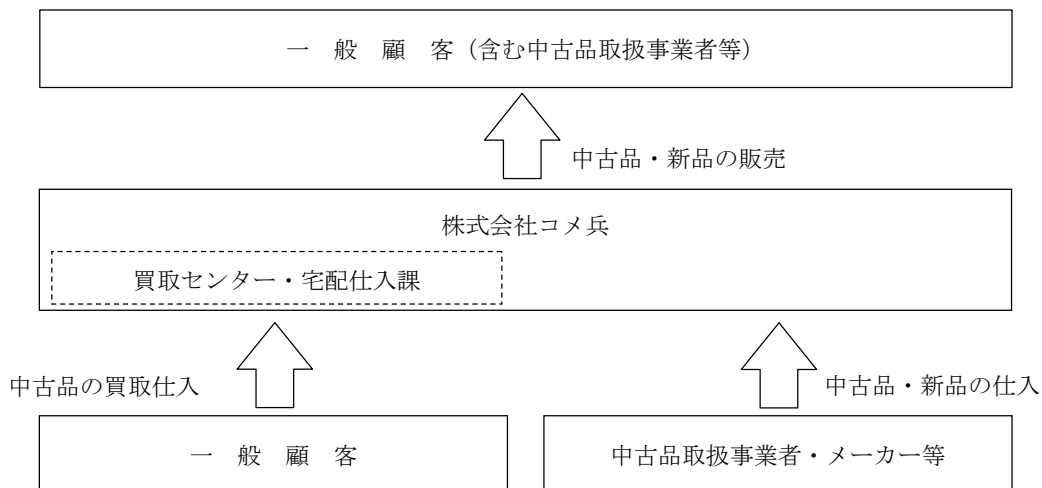 一 般 顧 客（含む中古品取扱事業者等）
中古品・新品の販売
株式会社コメ兵
買取センター・宅配仕入課
中古品の買取仕入
中古品・新品の仕入
一 般 顧 客
中古品取扱事業者・メーカー等